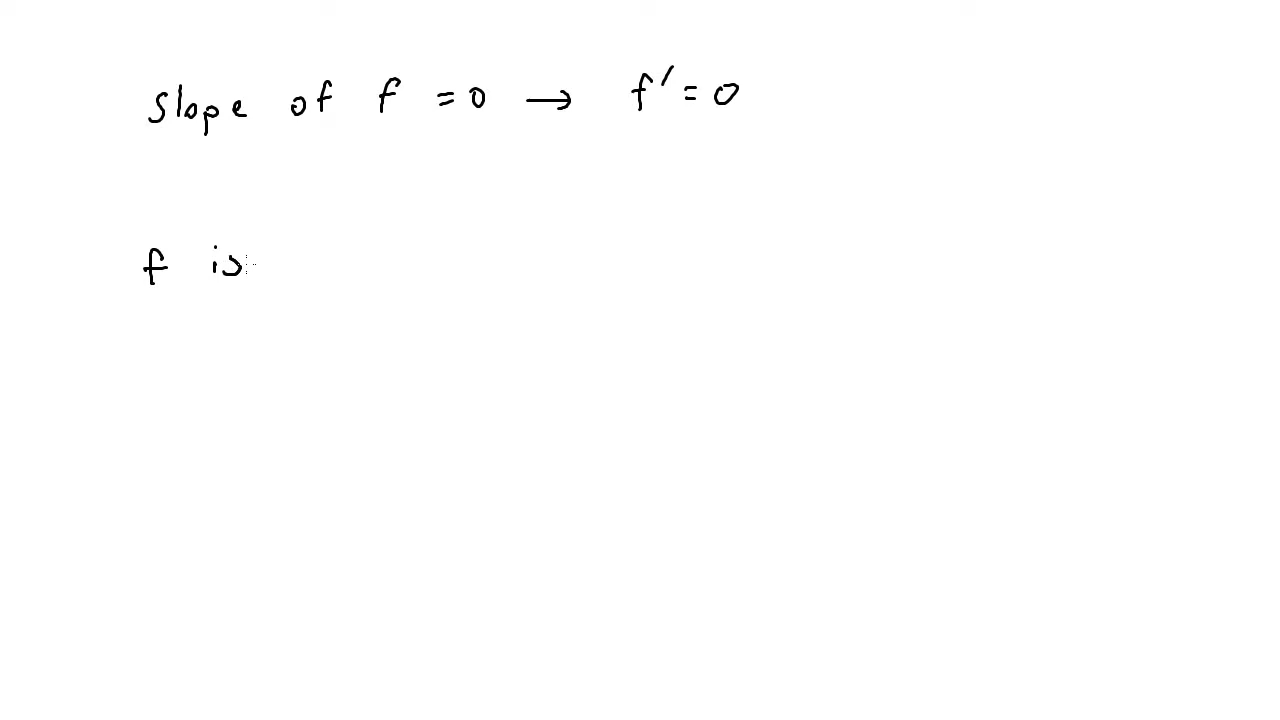 slope of f = 0 → f' = 0
f is